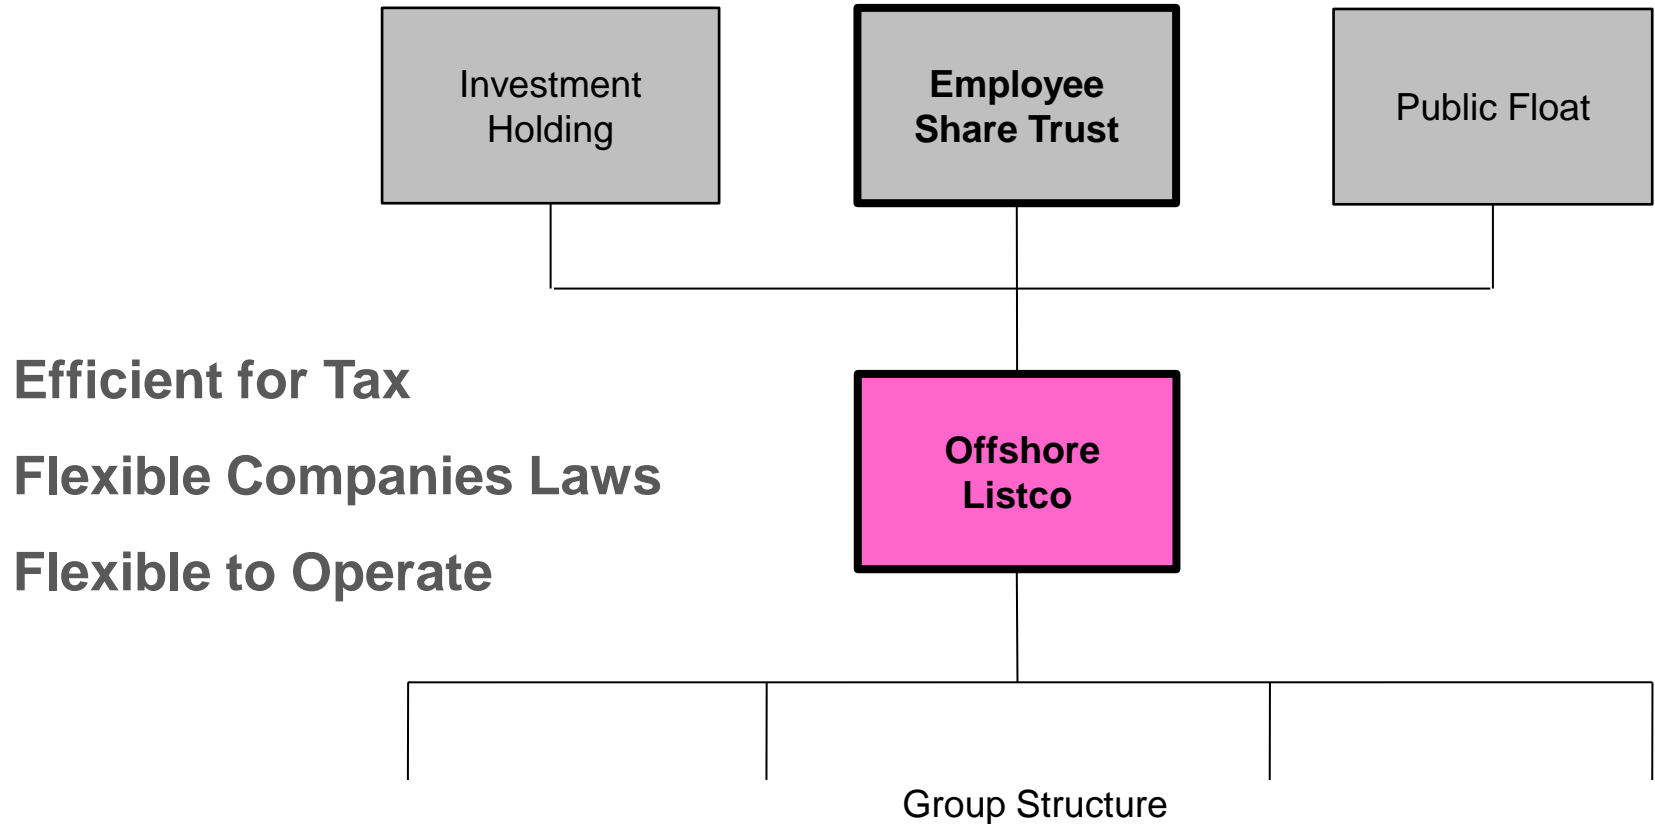 Investment
Holding
Employee
Share Trust
Public Float
Efficient for Tax
Flexible Companies Laws
Flexible to Operate
Offshore
Listco
Group Structure